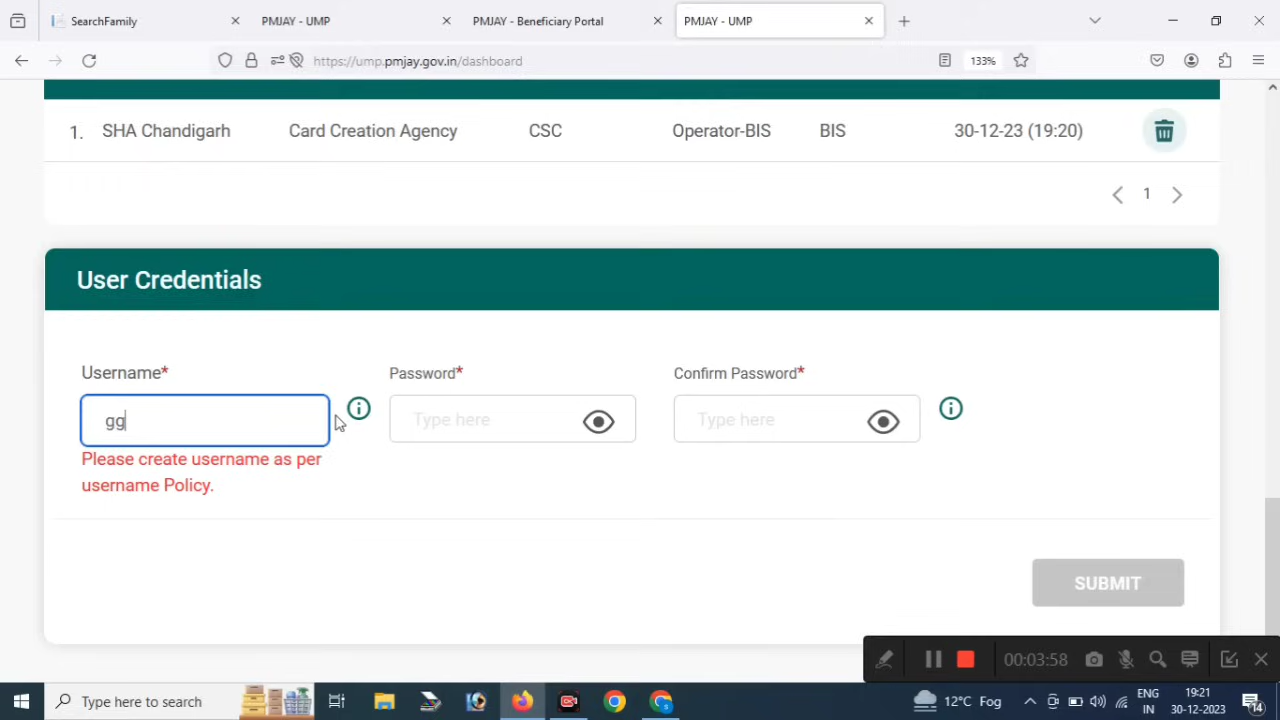 SearchFamily
PMJAY - UMP
PMJAY - Beneficiary Portal
PMJAY - UMP
https://ump.pmjay.gov.in/dashboard
133%
1. SHA Chandigarh Card Creation Agency CSC Operator-BIS BIS 30-12-23 (19:20)
1
User Credentials
Username* Password* Confirm Password*
gg Type here Type here
Please create username as per
username Policy.
SUBMIT
00:03:58
Type here to search
12°C Fog
ENG
IN
19:21
30-12-2023
14